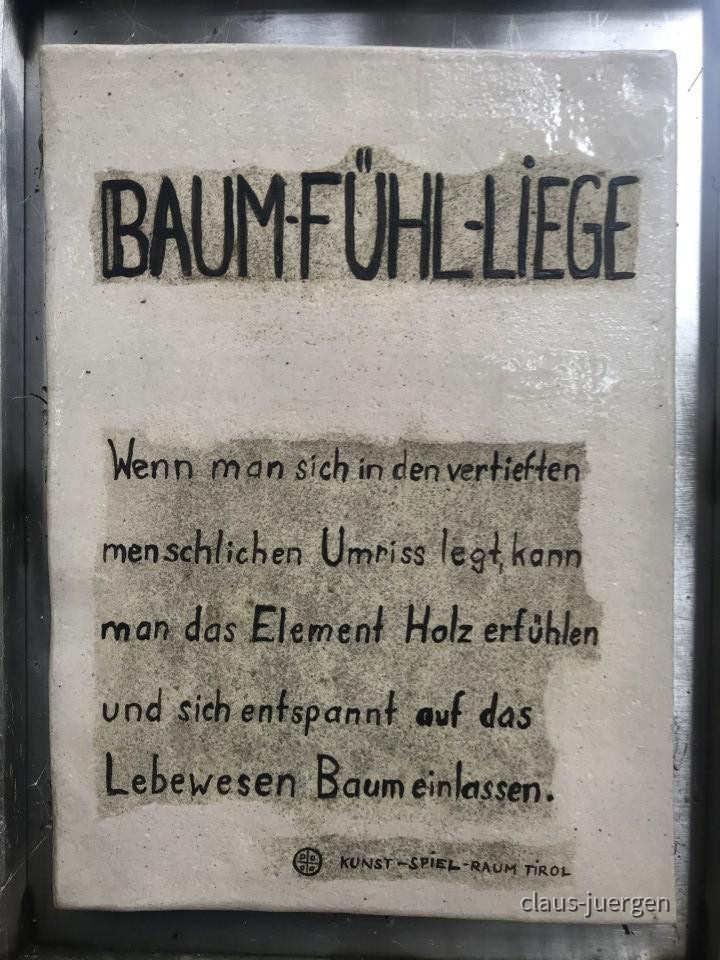 BAUM-FÜHL-LIEGE
Wenn man sich in den vertieften
menschlichen Umriss legt, kann
man das Element Holz erfühlen
und sich entspannt auf das
Lebewesen Baum einlassen.
KUNST-SPIEL-RAUM TIROL
claus-juergen